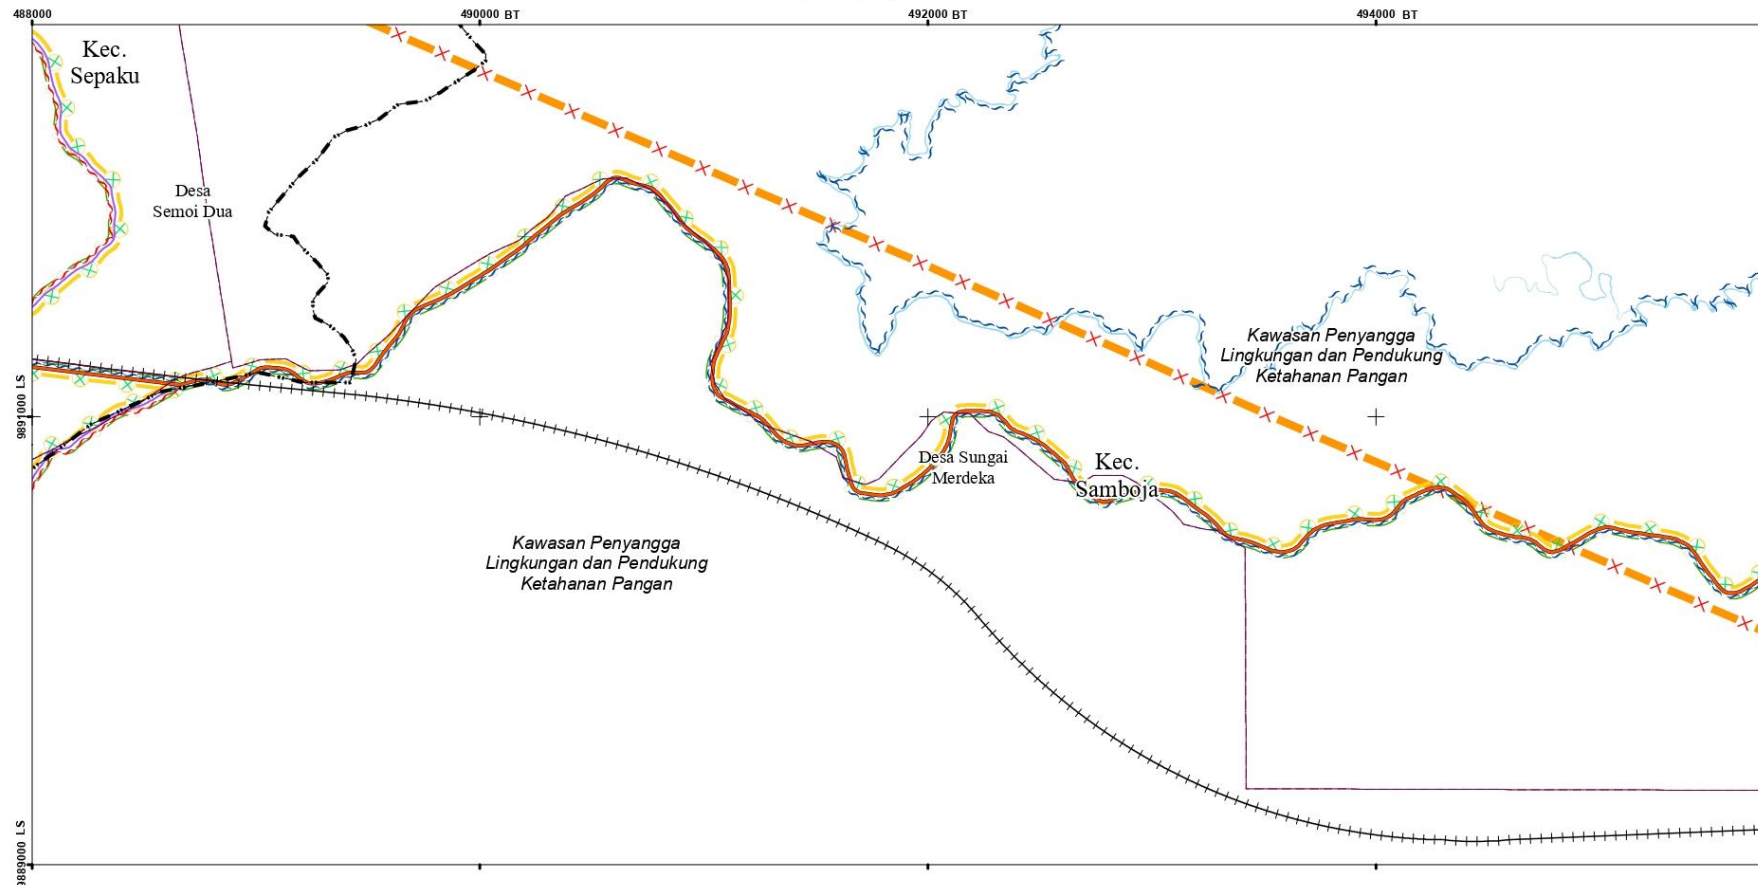 488000
490000 BT
492000 BT
494000 BT
Kec.
Sepaku
Desa
Semoi Dua
Kawasan Penyangga
Lingkungan dan Pendukung
Ketahanan Pangan
9891000 LS
Desa Sungai
Merdeka
Kec.
Samboja
Kawasan Penyangga
Lingkungan dan Pendukung
Ketahanan Pangan
9889000 LS